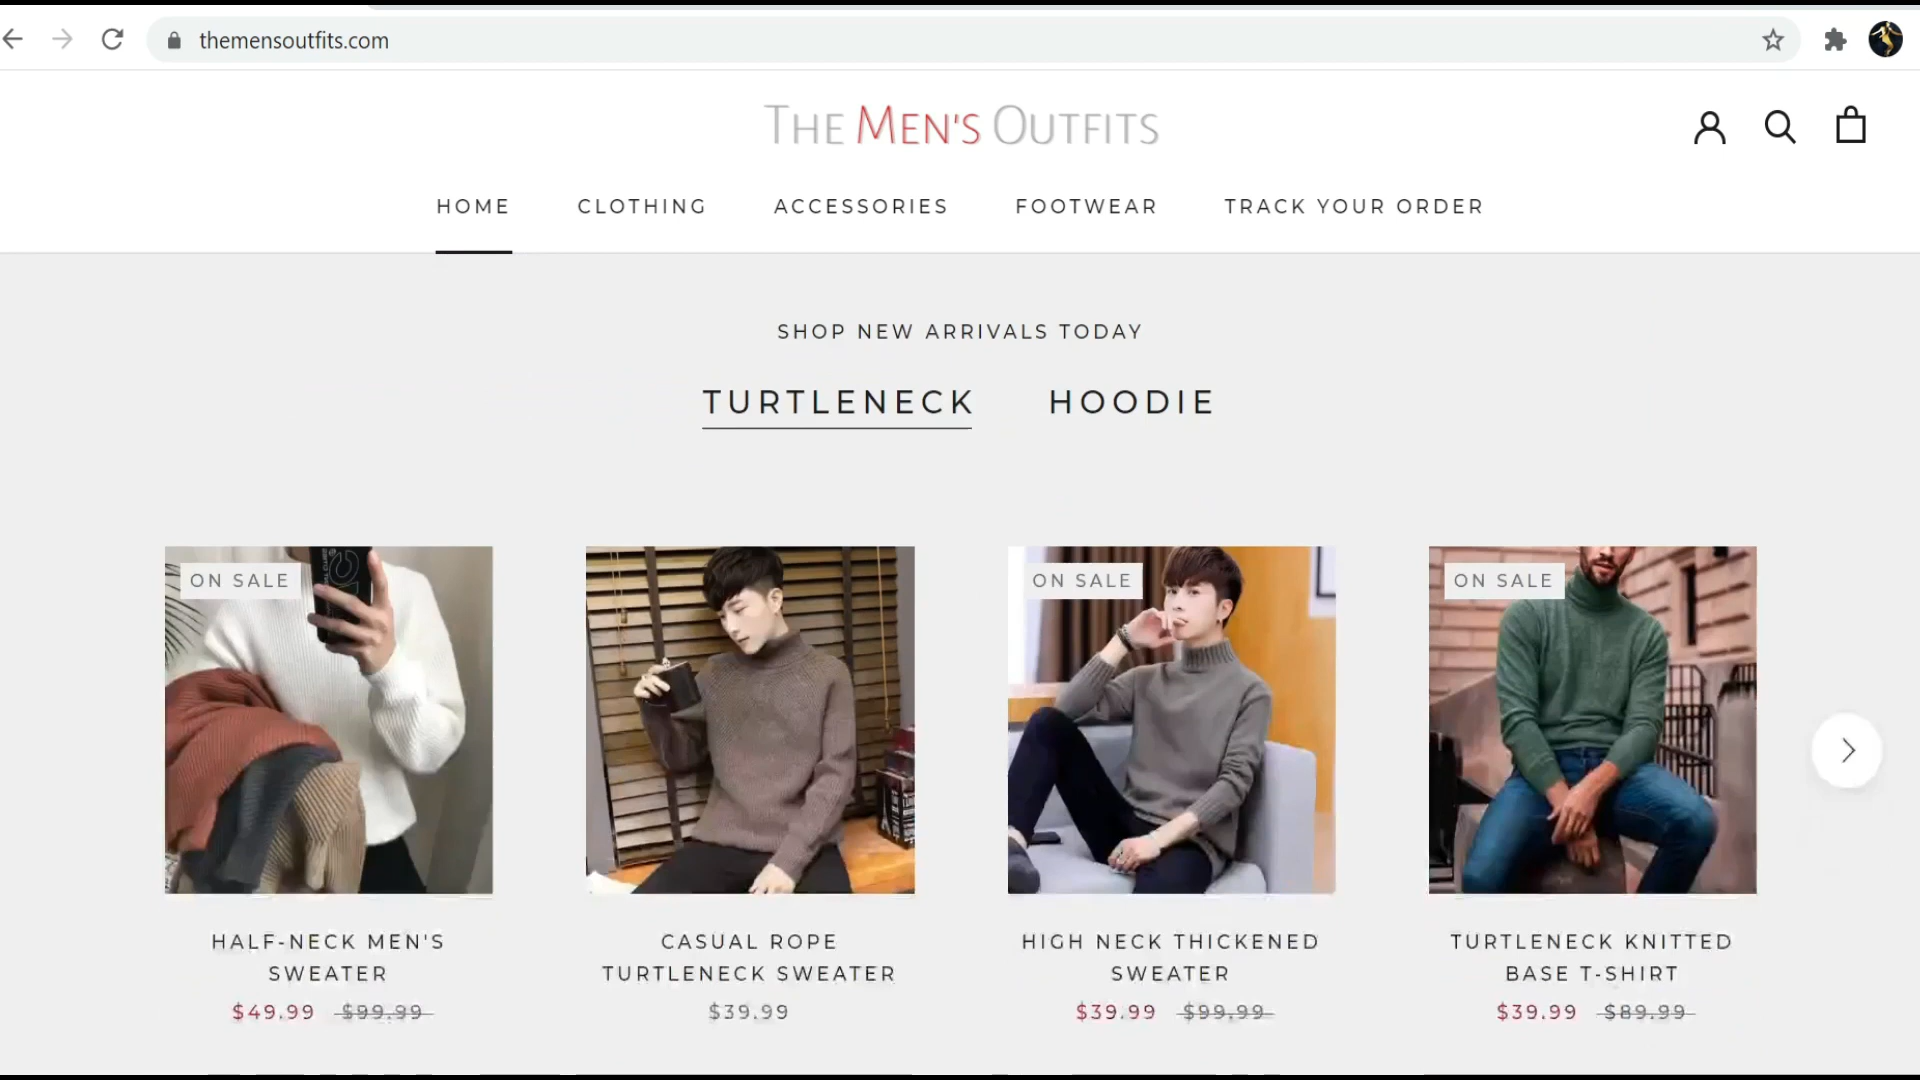 themensoutfits.com
THE MEN'S OUTFITS
HOME CLOTHING ACCESSORIES FOOTWEAR TRACK YOUR ORDER
SHOP NEW ARRIVALS TODAY
TURTLENECK HOODIE
ON SALE
ON SALE
ON SALE
HALF-NECK MEN'S
SWEATER
$49.99 $99.99
CASUAL ROPE
TURTLENECK SWEATER
$39.99
HIGH NECK THICKENED
SWEATER
$39.99 $99.99
TURTLENECK KNITTED
BASE T-SHIRT
$39.99 $89.99